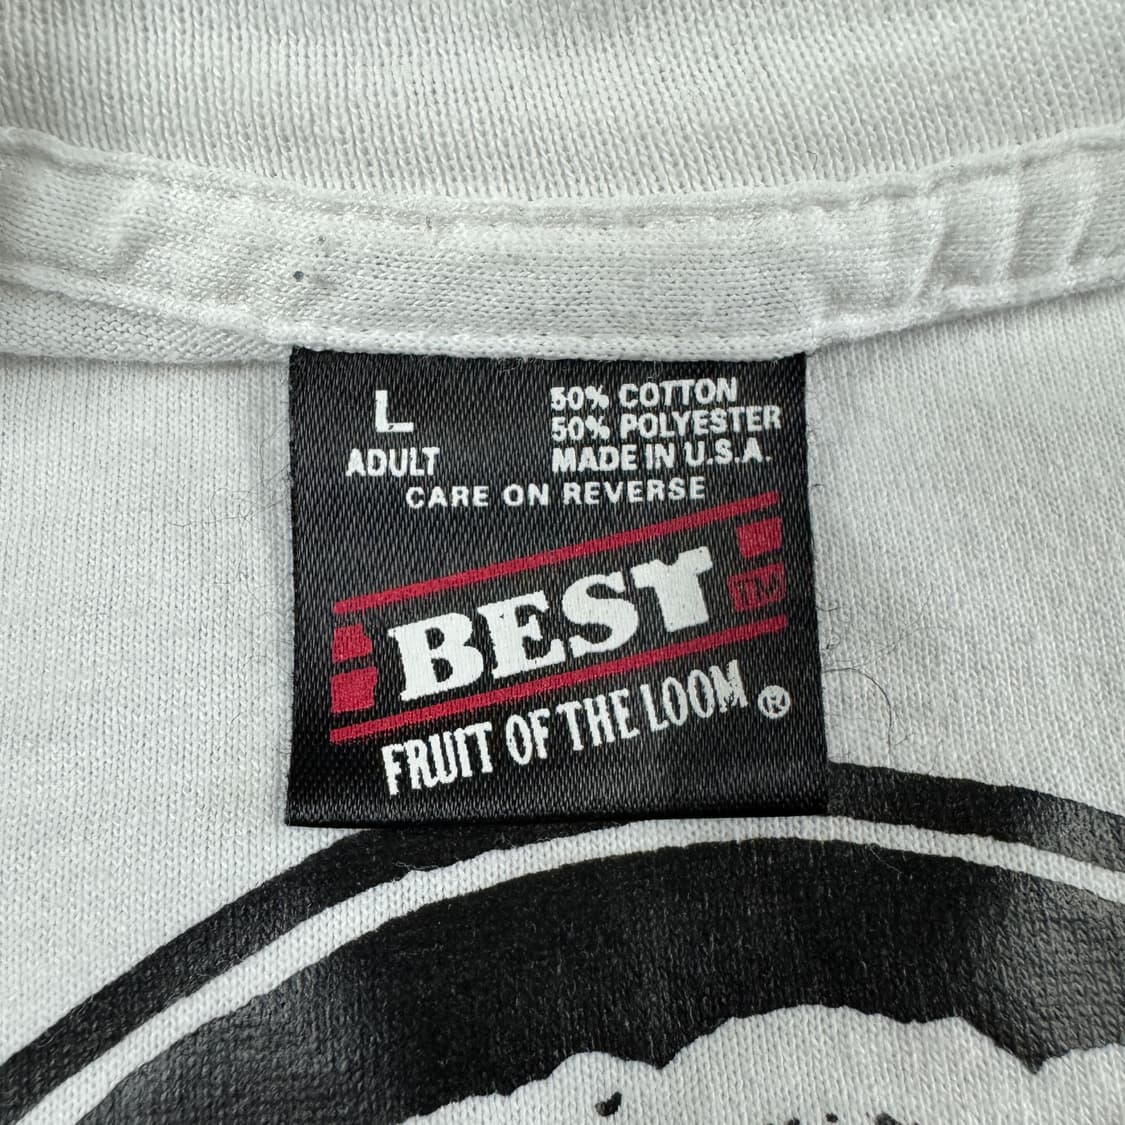 L
ADULT
50% COTTON
50% POLYESTER
MADE IN U.S.A.
CARE ON REVERSE
BEST TM
FRUIT OF THE LOOM ®